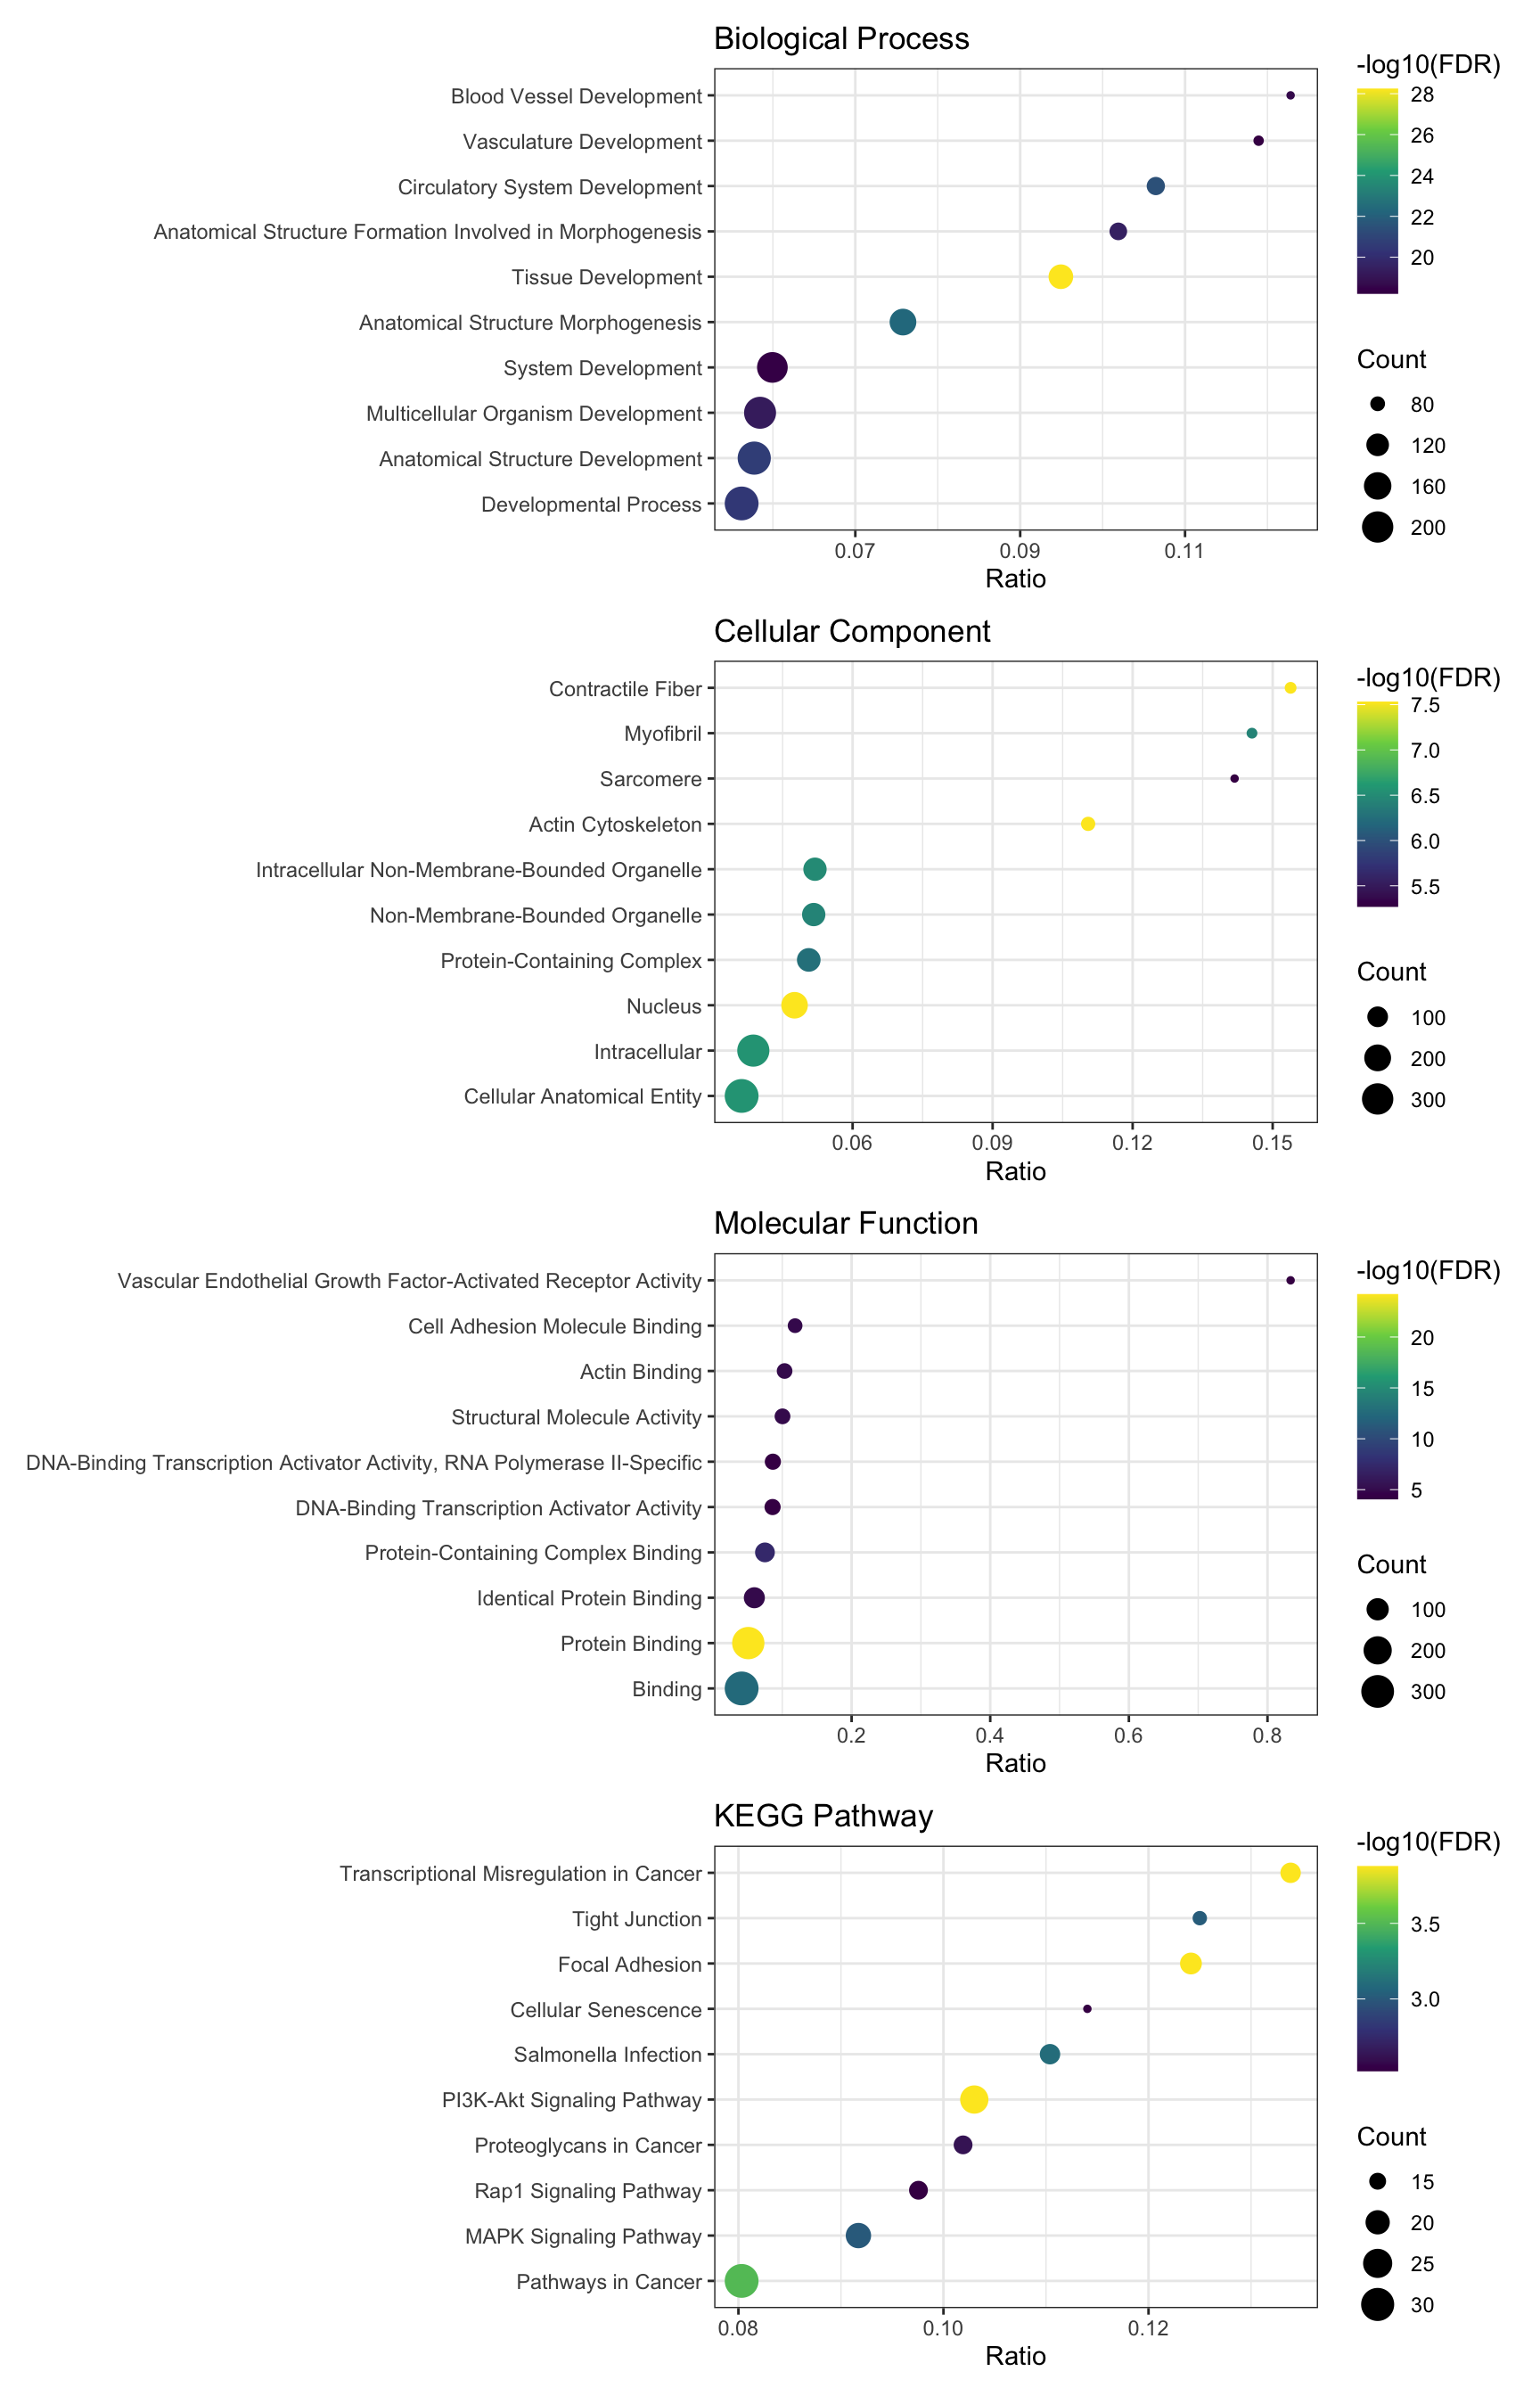 Biological Process
Blood Vessel Development
Vasculature Development
Circulatory System Development
Anatomical Structure Formation Involved in Morphogenesis
Tissue Development
Anatomical Structure Morphogenesis
System Development
Multicellular Organism Development
Anatomical Structure Development
Developmental Process
0.07 0.09 0.11
Ratio
-log10(FDR)
28
26
24
22
20
Count
80
120
160
200
Cellular Component
Contractile Fiber
Myofibril
Sarcomere
Actin Cytoskeleton
Intracellular Non-Membrane-Bounded Organelle
Non-Membrane-Bounded Organelle
Protein-Containing Complex
Nucleus
Intracellular
Cellular Anatomical Entity
0.06 0.09 0.12 0.15
Ratio
-log10(FDR)
7.5
7.0
6.5
6.0
5.5
Count
100
200
300
Molecular Function
Vascular Endothelial Growth Factor-Activated Receptor Activity
Cell Adhesion Molecule Binding
Actin Binding
Structural Molecule Activity
DNA-Binding Transcription Activator Activity, RNA Polymerase II-Specific
DNA-Binding Transcription Activator Activity
Protein-Containing Complex Binding
Identical Protein Binding
Protein Binding
Binding
0.2 0.4 0.6 0.8
Ratio
-log10(FDR)
20
15
10
5
Count
100
200
300
KEGG Pathway
Transcriptional Misregulation in Cancer
Tight Junction
Focal Adhesion
Cellular Senescence
Salmonella Infection
PI3K-Akt Signaling Pathway
Proteoglycans in Cancer
Rap1 Signaling Pathway
MAPK Signaling Pathway
Pathways in Cancer
0.08 0.10 0.12
Ratio
-log10(FDR)
3.5
3.0
Count
15
20
25
30